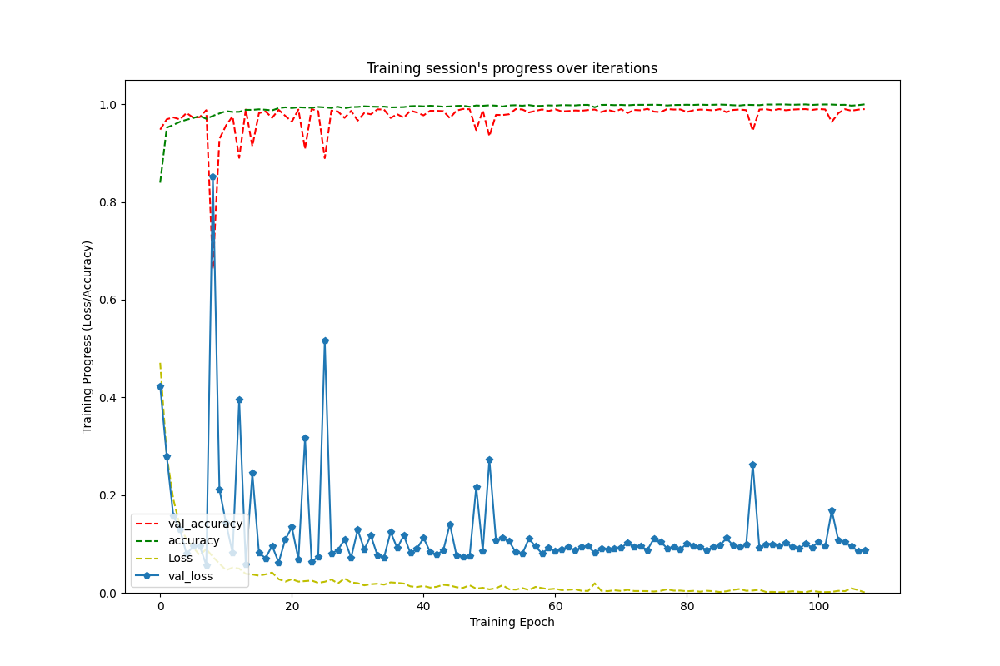 Training session's progress over iterations
1.0
0.8
0.6
0.4
0.2
0.0
Training Progress (Loss/Accuracy)
val_accuracy
accuracy
Loss
val_loss
0 20 40 60 80 100
Training Epoch